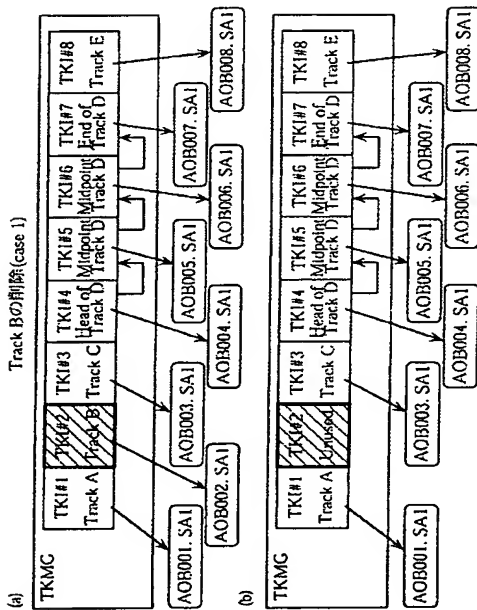 Track Bの削除(case 1)
(a)
TKMG
TKI#1
Track A
TKI#2
Track B
TKI#3
Track C
TKI#4
Head of
Track D
TKI#5
Midpoint
Track D
TKI#6
Midpoint
Track D
TKI#7
End of
Track D
TKI#8
Track E
AOB001. SA1
AOB002. SA1
AOB003. SA1
AOB004. SA1
AOB005. SA1
AOB006. SA1
AOB007. SA1
AOB008. SA1
(b)
TKMG
TKI#1
Track A
TKI#2
Unused
TKI#3
Track C
TKI#4
Head of
Track D
TKI#5
Midpoint
Track D
TKI#6
Midpoint
Track D
TKI#7
End of
Track D
TKI#8
Track E
AOB001. SA1
AOB003. SA1
AOB004. SA1
AOB005. SA1
AOB006. SA1
AOB007. SA1
AOB008. SA1